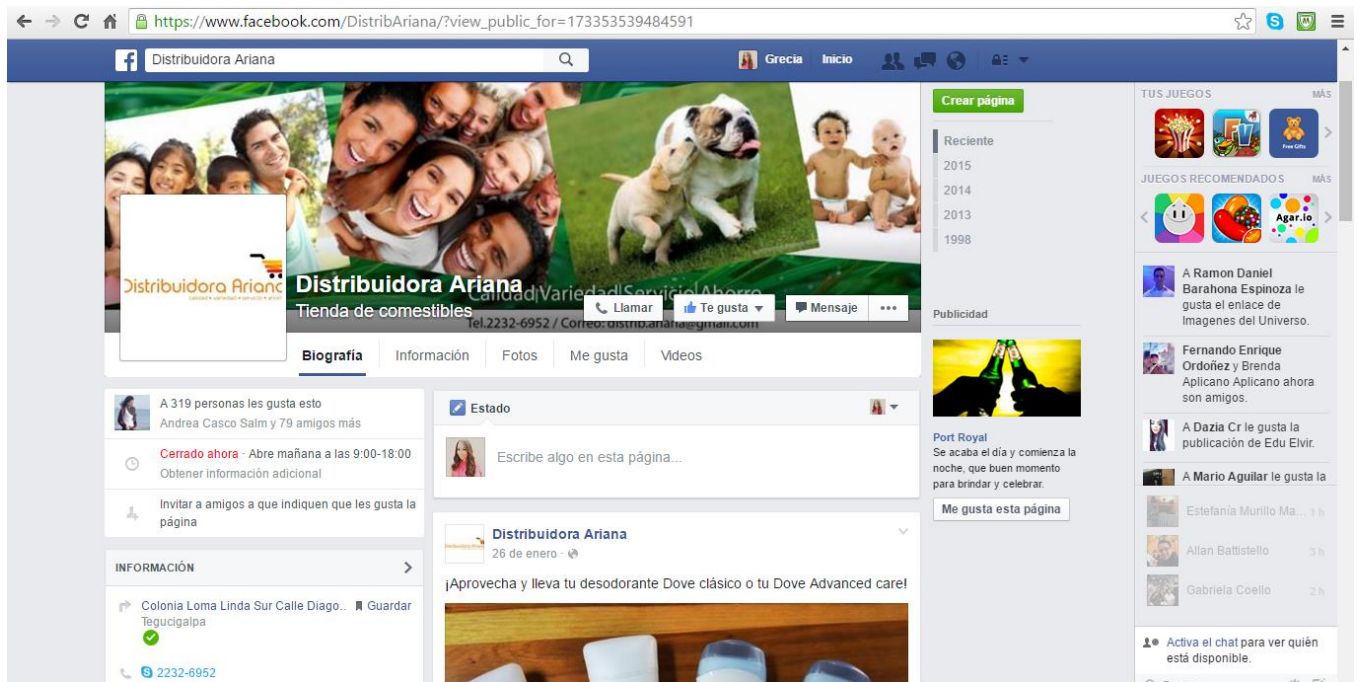 https://www.facebook.com/DistribAriana/?view_public_for=173353539484591
Distribuidora Ariana
Grecia Inicio
Distribuidora Ariana
Distribuidora Ariana
Tienda de comestibles
Calidad|Variedad|Servicio|Ahorro
Tel.2232-6952 / Correo: distrib.ariana@gmail.com
Llamar
Te gusta
Mensaje
Biografía Información Fotos Me gusta Videos
A 319 personas les gusta esto
Andrea Casco Salm y 79 amigos más
Cerrado ahora · Abre mañana a las 9:00-18:00
Obtener información adicional
Invitar a amigos a que indiquen que les gusta la
página
INFORMACIÓN
Colonia Loma Linda Sur Calle Diago.. Guardar
Tegucigalpa
2232-6952
Estado
Escribe algo en esta página...
Distribuidora Ariana
26 de enero ·
¡Aprovecha y lleva tu desodorante Dove clásico o tu Dove Advanced care!
Crear página
Reciente
2015
2014
2013
1998
Publicidad
Port Royal
Se acaba el día y comienza la
noche, que buen momento
para brindar y celebrar.
Me gusta esta página
TUS JUEGOS MÁS
Free Gifts
JUEGOS RECOMENDADOS MÁS
Agar.io
A Ramon Daniel
Barahona Espinoza le
gusta el enlace de
Imagenes del Universo.
Fernando Enrique
Ordoñez y Brenda
Aplicano Aplicano ahora
son amigos.
A Dazia Cr le gusta la
publicación de Edu Elvir.
A Mario Aguilar le gusta la
Estefanía Murillo Ma... 1 h
Allan Battistello 3 h
Gabriela Coello 2 h
Activa el chat para ver quién
está disponible.